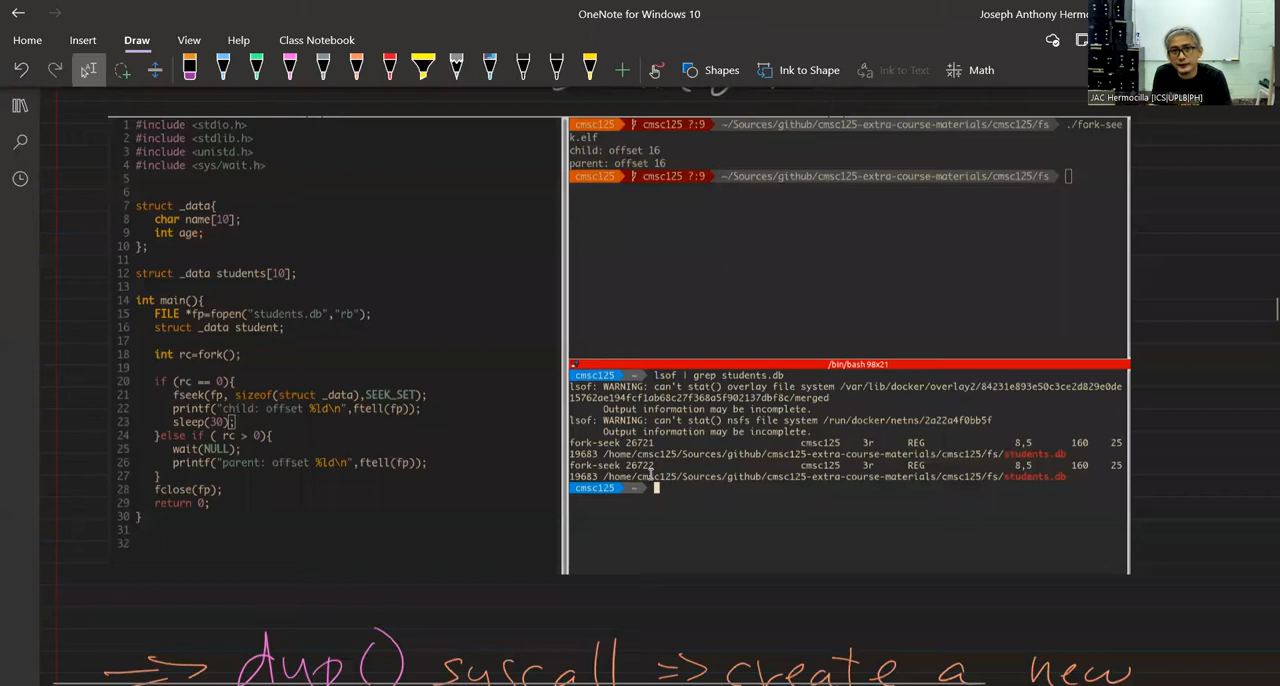 OneNote for Windows 10
Joseph Anthony Hermo
Home Insert Draw View Help Class Notebook
Shapes Ink to Shape Ink to Text Math
JAC Hermocilla [ICS|UPLB|PH]
1 #include <stdio.h>
2 #include <stdlib.h>
3 #include <unistd.h>
4 #include <sys/wait.h>
5
6
7 struct _data{
8 char name[10];
9 int age;
10 };
11
12 struct _data students[10];
13
14 int main(){
15 FILE *fp=fopen("students.db","rb");
16 struct _data student;
17
18 int rc=fork();
19
20 if (rc == 0){
21 fseek(fp, sizeof(struct _data),SEEK_SET);
22 printf("child: offset %ld\n",ftell(fp));
23 sleep(30);
24 }else if ( rc > 0){
25 wait(NULL);
26 printf("parent: offset %ld\n",ftell(fp));
27 }
28 fclose(fp);
29 return 0;
30 }
31
32
cmsc125 cmsc125 ?:9 ~/Sources/github/cmsc125-extra-course-materials/cmsc125/fs ./fork-see
k.elf
child: offset 16
parent: offset 16
cmsc125 cmsc125 ?:9 ~/Sources/github/cmsc125-extra-course-materials/cmsc125/fs
/bin/bash 98x21
cmsc125 ~ lsof | grep students.db
lsof: WARNING: can't stat() overlay file system /var/lib/docker/overlay2/84231e893e50c3ce2d829e0de
15762ae194fcf1ab68c27f368a5f902137dbf8c/merged
Output information may be incomplete.
lsof: WARNING: can't stat() nsfs file system /run/docker/netns/2a22a4f0bb5f
Output information may be incomplete.
fork-seek 26721 cmsc125 3r REG 8,5 160 25
19683 /home/cmsc125/Sources/github/cmsc125-extra-course-materials/cmsc125/fs/students.db
fork-seek 26722 cmsc125 3r REG 8,5 160 25
19683 /home/cmsc125/Sources/github/cmsc125-extra-course-materials/cmsc125/fs/students.db
cmsc125 ~
=> dup() syscall => create a new